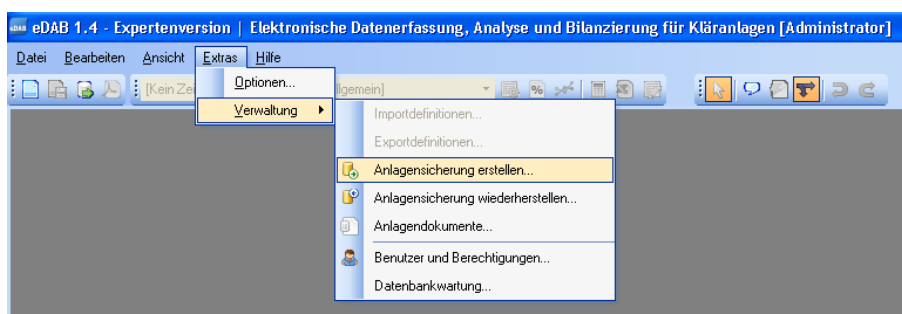 eDAB 1.4 - Expertenversion | Elektronische Datenerfassung, Analyse und Bilanzierung für Kläranlagen [Administrator]
Datei Bearbeiten Ansicht Extras Hilfe
[Kein Zei
Optionen...
llgemein]
Verwaltung
Importdefinitionen...
Exportdefinitionen...
Anlagensicherung erstellen...
Anlagensicherung wiederherstellen...
Anlagendokumente...
Benutzer und Berechtigungen...
Datenbankwartung...